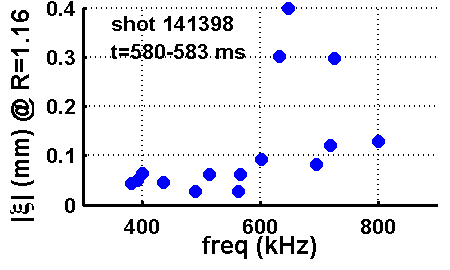 0.4
shot 141398
t=580-583 ms
0.3
0.2
0.1
0
|ξ| (mm) @ R=1.16
400
600
800
freq (kHz)